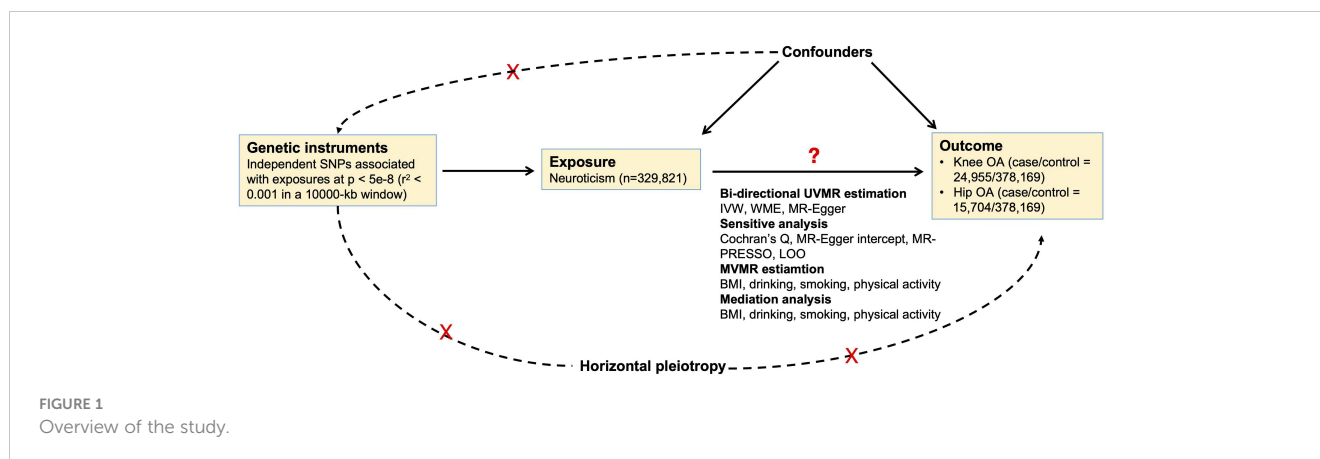 Confounders
X
Genetic instruments
Independent SNPs associated
with exposures at p < 5e-8 (r² <
0.001 in a 10000-kb window)
Exposure
Neuroticism (n=329,821)
?
Bi-directional UVMR estimation
IVW, WME, MR-Egger
Sensitive analysis
Cochran’s Q, MR-Egger intercept, MR-
PRESSO, LOO
MVMR estiamtion
BMI, drinking, smoking, physical activity
Mediation analysis
BMI, drinking, smoking, physical activity
Outcome
• Knee OA (case/control =
24,955/378,169)
• Hip OA (case/control =
15,704/378,169)
X
Horizontal pleiotropy
X
FIGURE 1
Overview of the study.